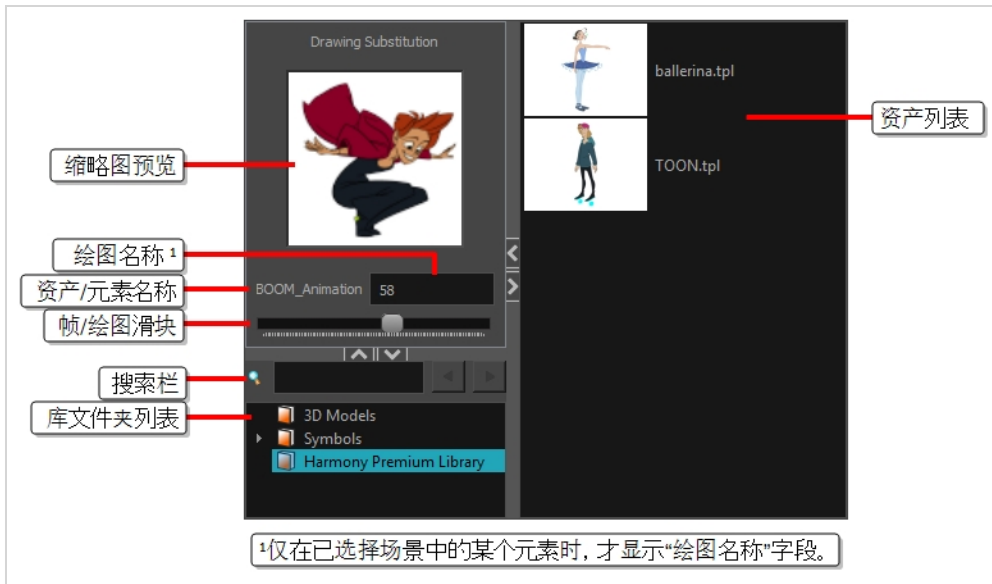 Drawing Substitution
ballerina.tpl
资产列表
TOON.tpl
缩略图预览
绘图名称 ¹
资产/元素名称
BOOM_Animation 58
帧/绘图滑块
搜索栏
库文件夹列表
3D Models
Symbols
Harmony Premium Library
¹仅在已选择场景中的某个元素时, 才显示“绘图名称”字段。